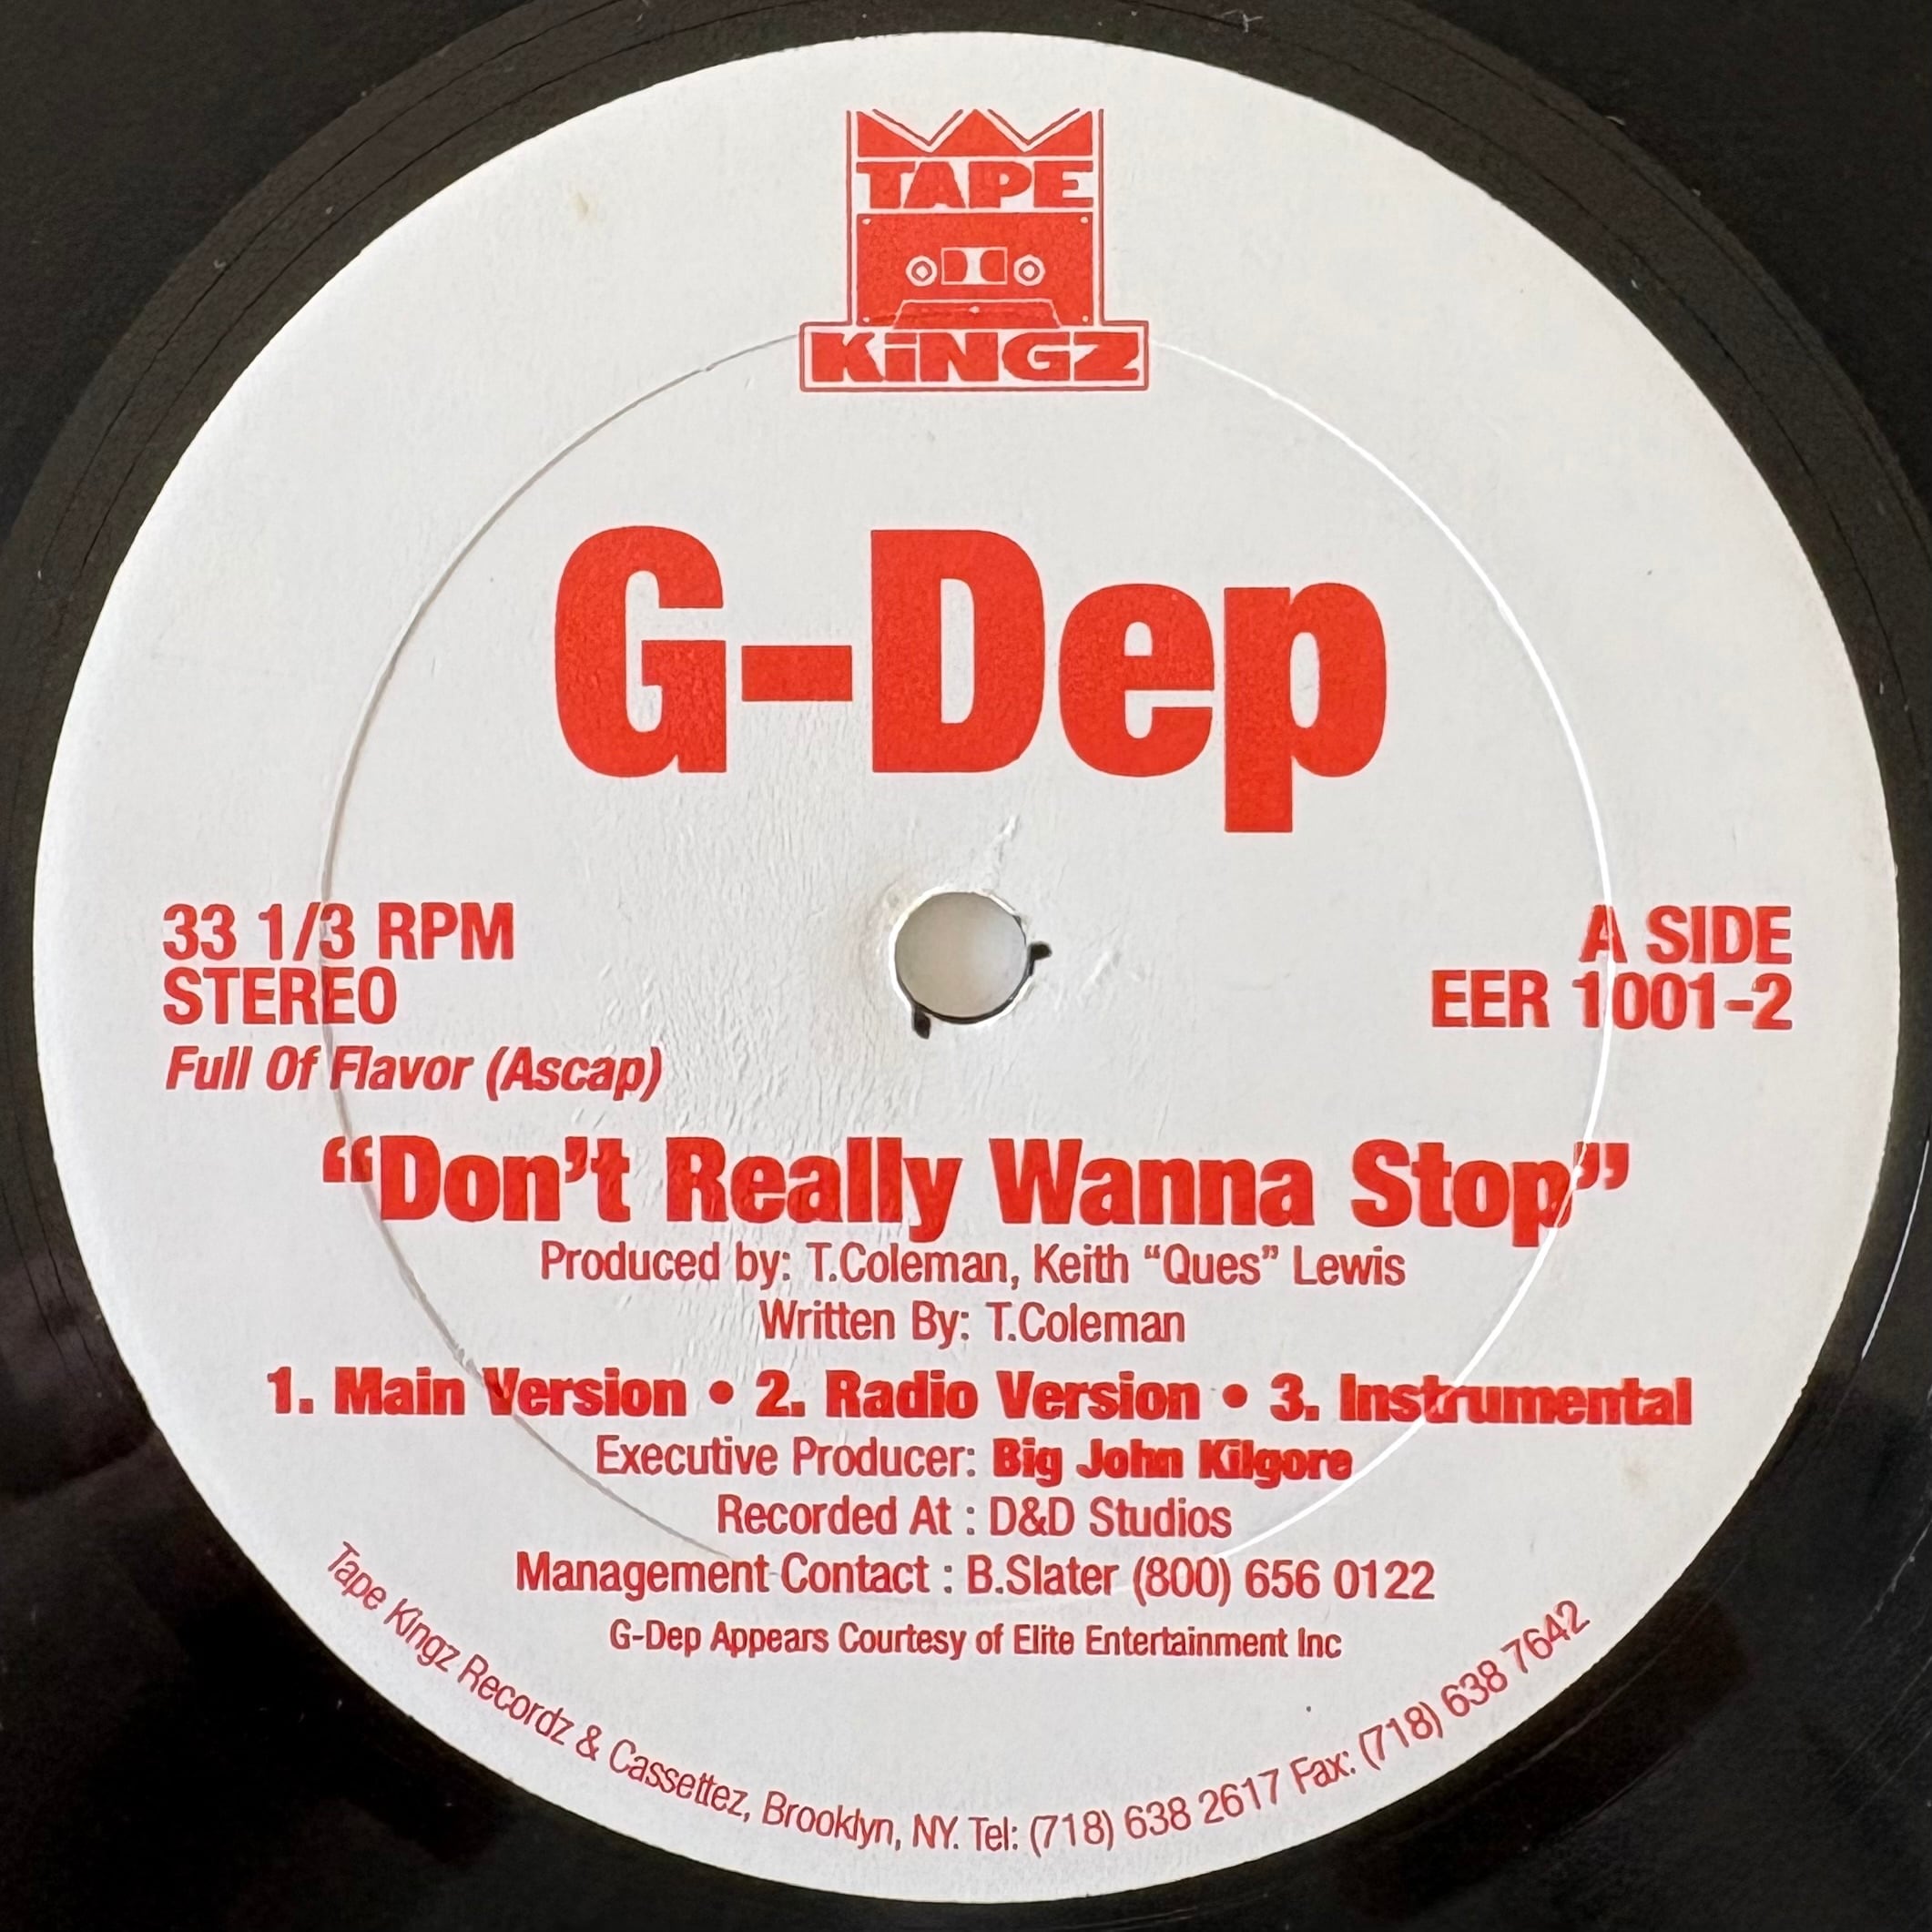 TAPE
KiNGZ
G-Dep
33 1/3 RPM
STEREO
Full Of Flavor (Ascap)
A SIDE
EER 1001-2
“Don’t Really Wanna Stop”
Produced by: T.Coleman, Keith “Ques” Lewis
Written By: T.Coleman
1. Main Version • 2. Radio Version • 3. Instrumental
Executive Producer: Big John Kilgore
Recorded At : D&D Studios
Management Contact : B.Slater (800) 656 0122
G-Dep Appears Courtesy of Elite Entertainment Inc
Tape KIngz Recordz & Cassettez, Brooklyn, NY. Tel: (718) 638 2617 Fax: (718) 638 7642